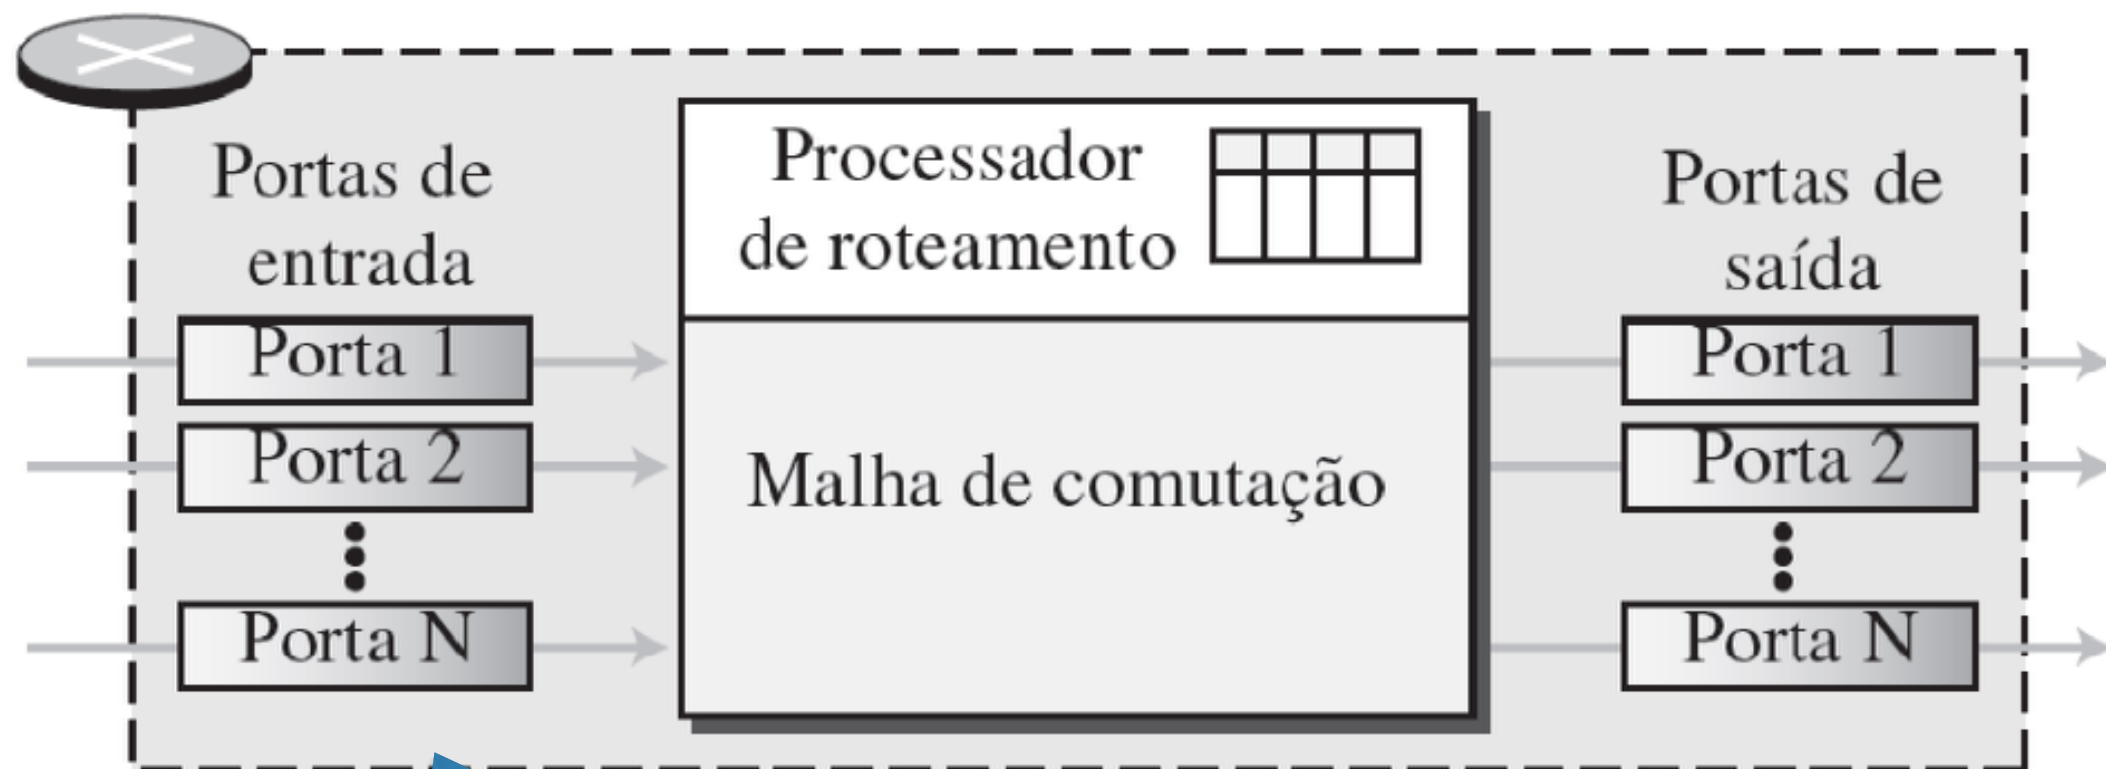 Portas de
entrada
Porta 1
Porta 2
Porta N
Processador
de roteamento
Malha de comutação
Portas de
saída
Porta 1
Porta 2
Porta N